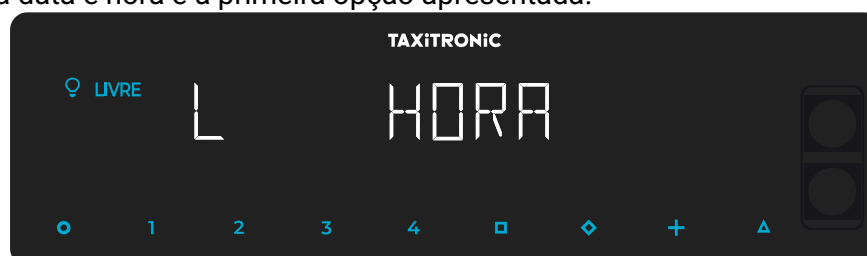 a data e hora é a primeira opção apresentada.
TAXiTRONiC
LIVRE
L HORA
1 2 3 4